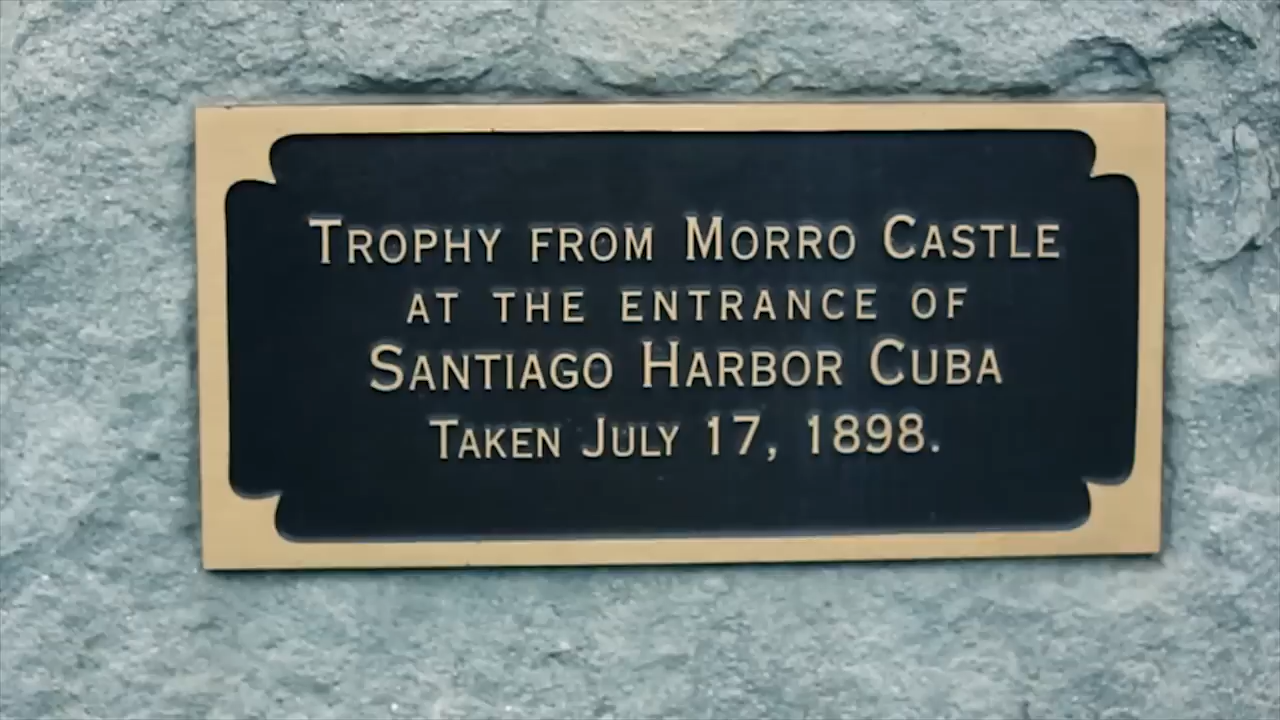 TROPHY FROM MORRO CASTLE
AT THE ENTRANCE OF
SANTIAGO HARBOR CUBA
TAKEN JULY 17, 1898.